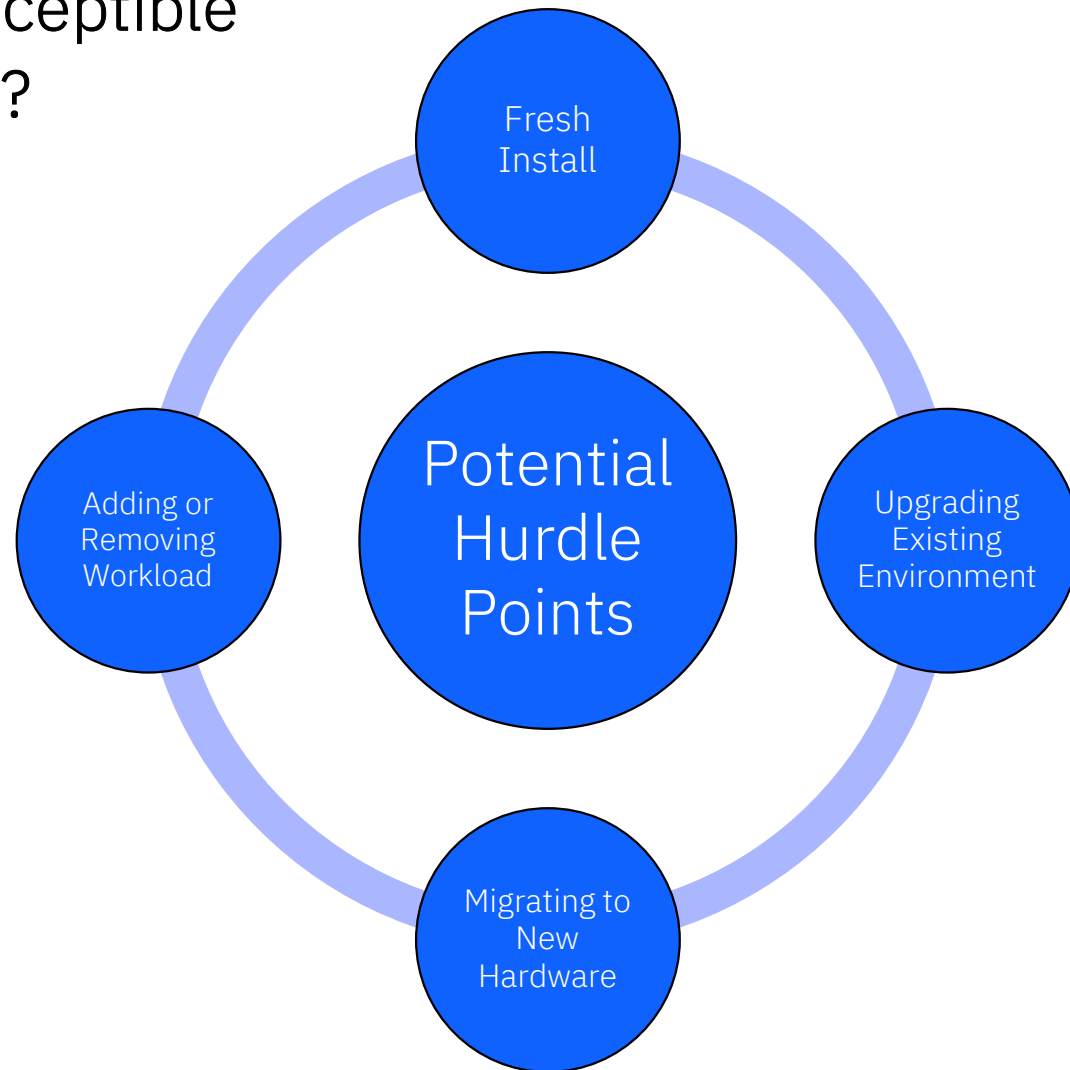 ceptible
?
Fresh
Install
Potential
Hurdle
Points
Adding or
Removing
Workload
Upgrading
Existing
Environment
Migrating to
New
Hardware